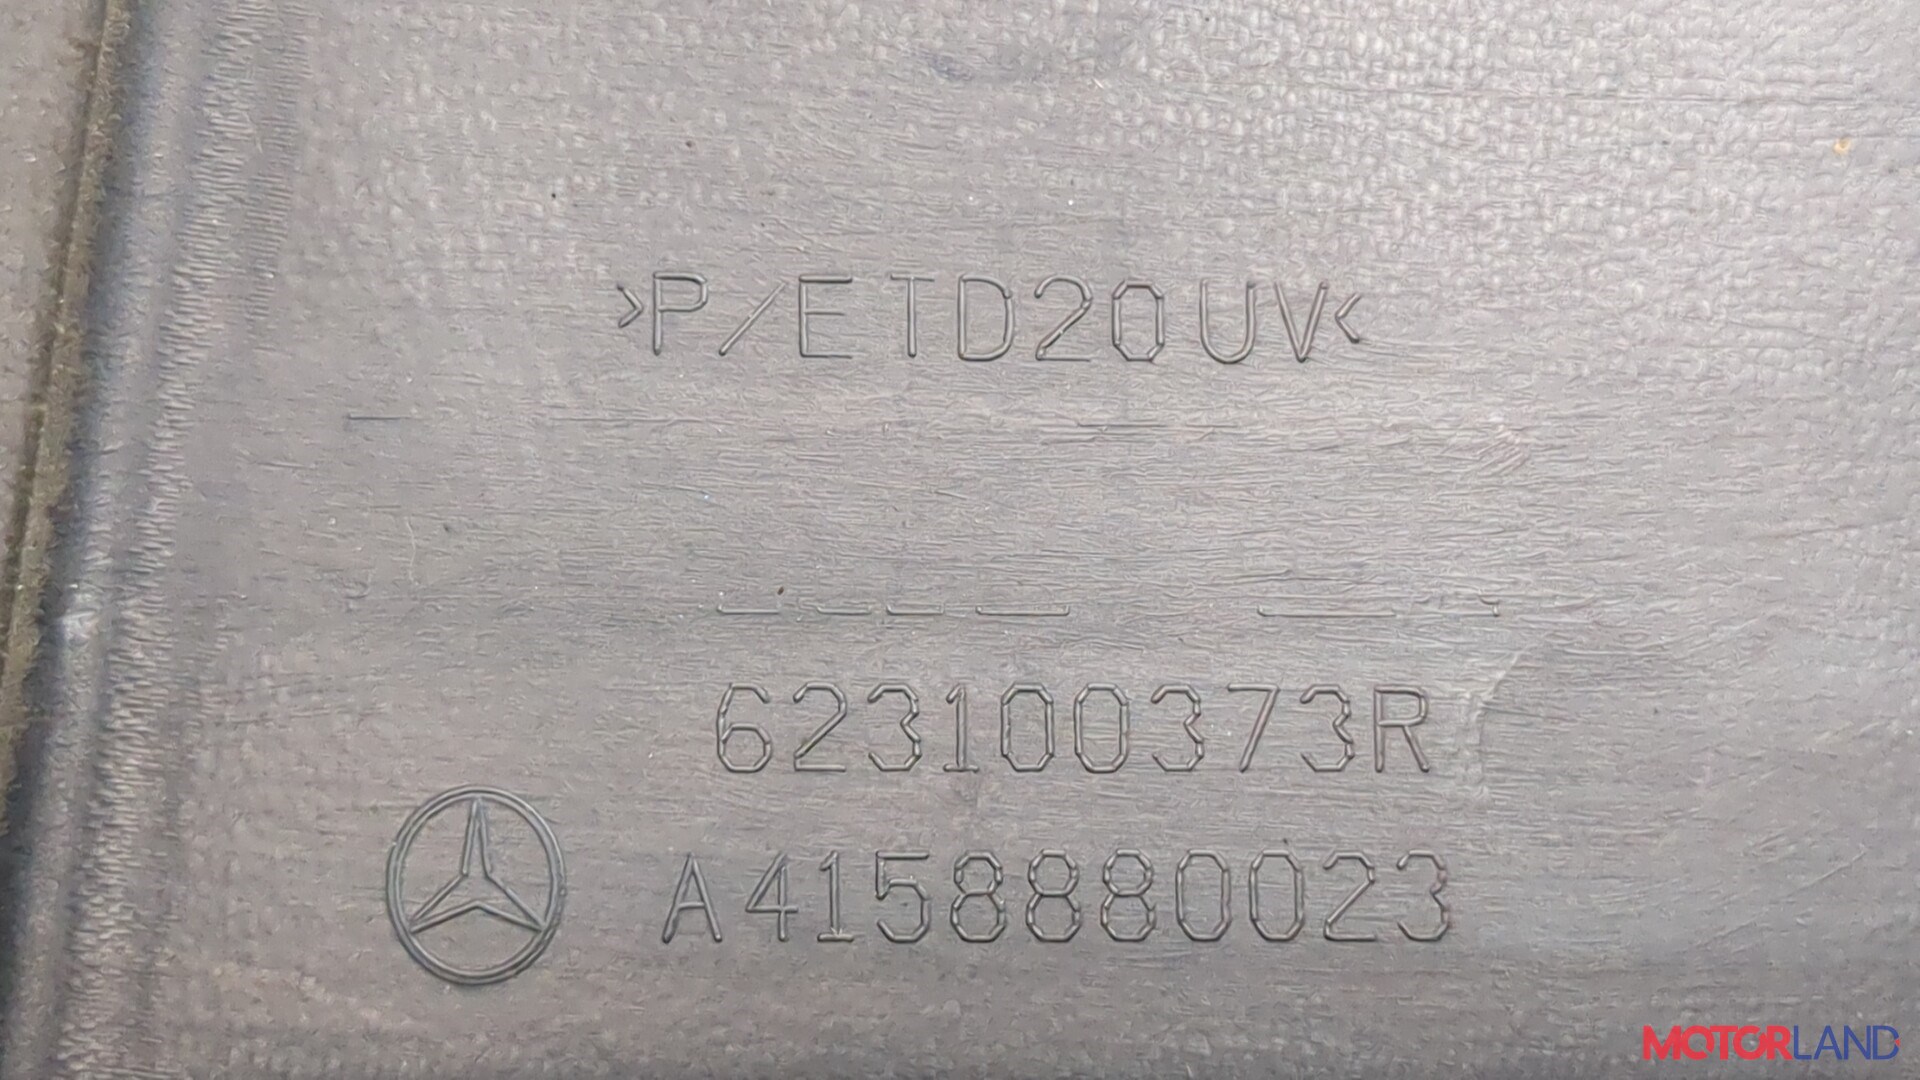 >P/E TD20 UV<
623100373R
A4158880023
MOTORLAND